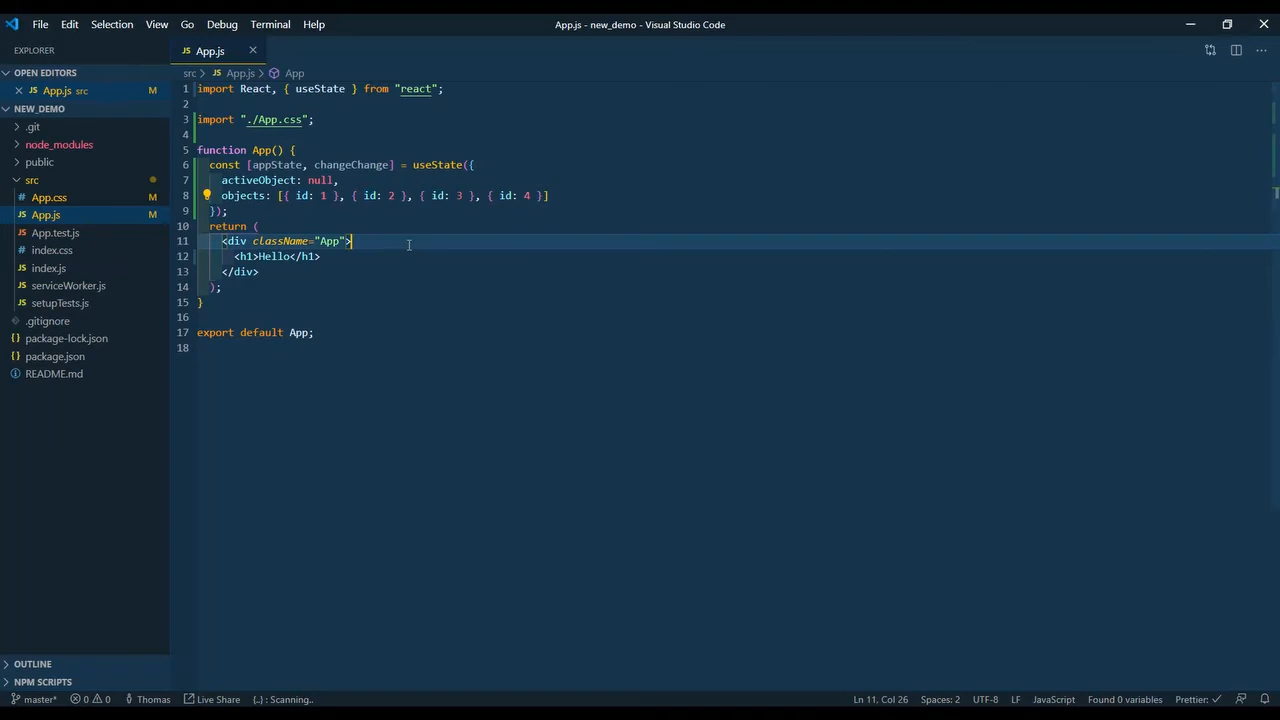 File Edit Selection View Go Debug Terminal Help
App.js - new_demo - Visual Studio Code
EXPLORER
OPEN EDITORS
App.js src M
NEW_DEMO
.git
node_modules
public
src
App.css M
App.js M
App.test.js
index.css
index.js
serviceWorker.js
setupTests.js
.gitignore
package-lock.json
package.json
README.md
OUTLINE
NPM SCRIPTS
JS App.js
src > JS App.js > App
1 import React, { useState } from "react";
2
3 import "./App.css";
4
5 function App() {
6 const [appState, changeChange] = useState({
7 activeObject: null,
8 objects: [{ id: 1 }, { id: 2 }, { id: 3 }, { id: 4 }]
9 });
10 return (
11 <div className="App">
12 <h1>Hello</h1>
13 </div>
14 );
15 }
16
17 export default App;
18
master* 0 0 Thomas Live Share {..} : Scanning.. Ln 11, Col 26 Spaces: 2 UTF-8 LF JavaScript Found 0 variables Prettier: ✓